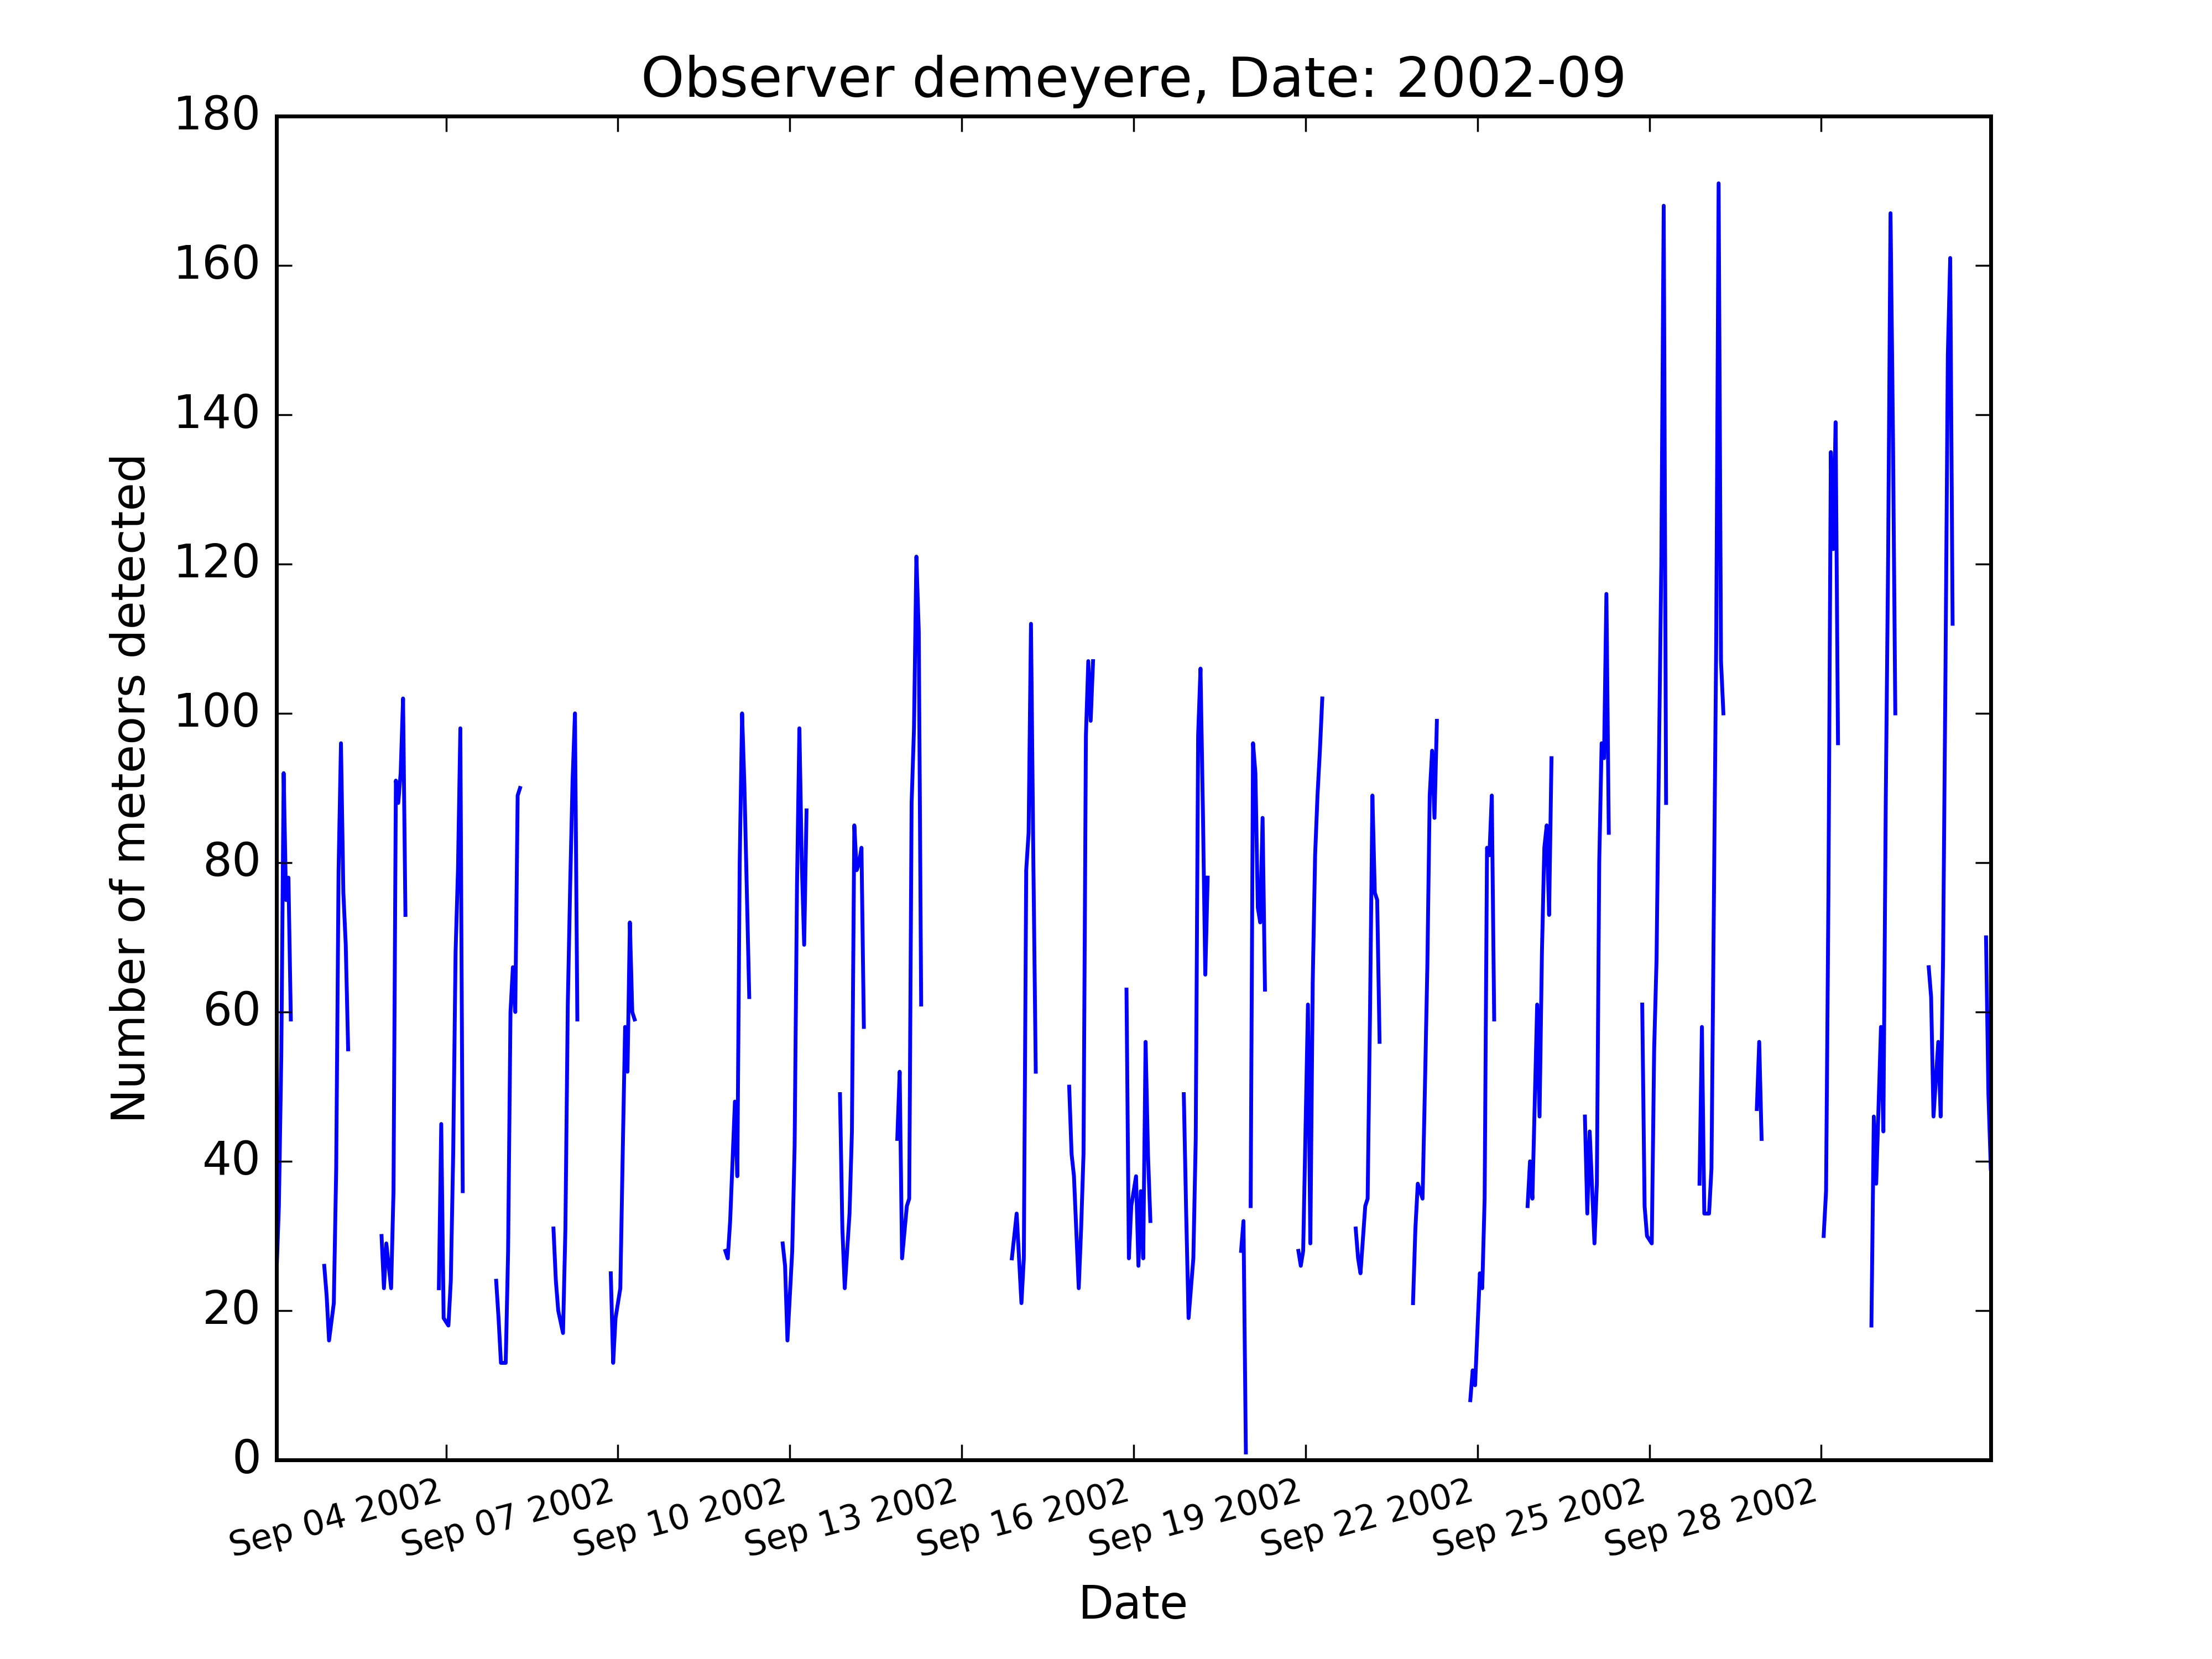 Observer demeyere, Date: 2002-09
180
160
140
120
100
80
60
40
20
0
Number of meteors detected
Sep 04 2002
Sep 07 2002
Sep 10 2002
Sep 13 2002
Sep 16 2002
Sep 19 2002
Sep 22 2002
Sep 25 2002
Sep 28 2002
Date